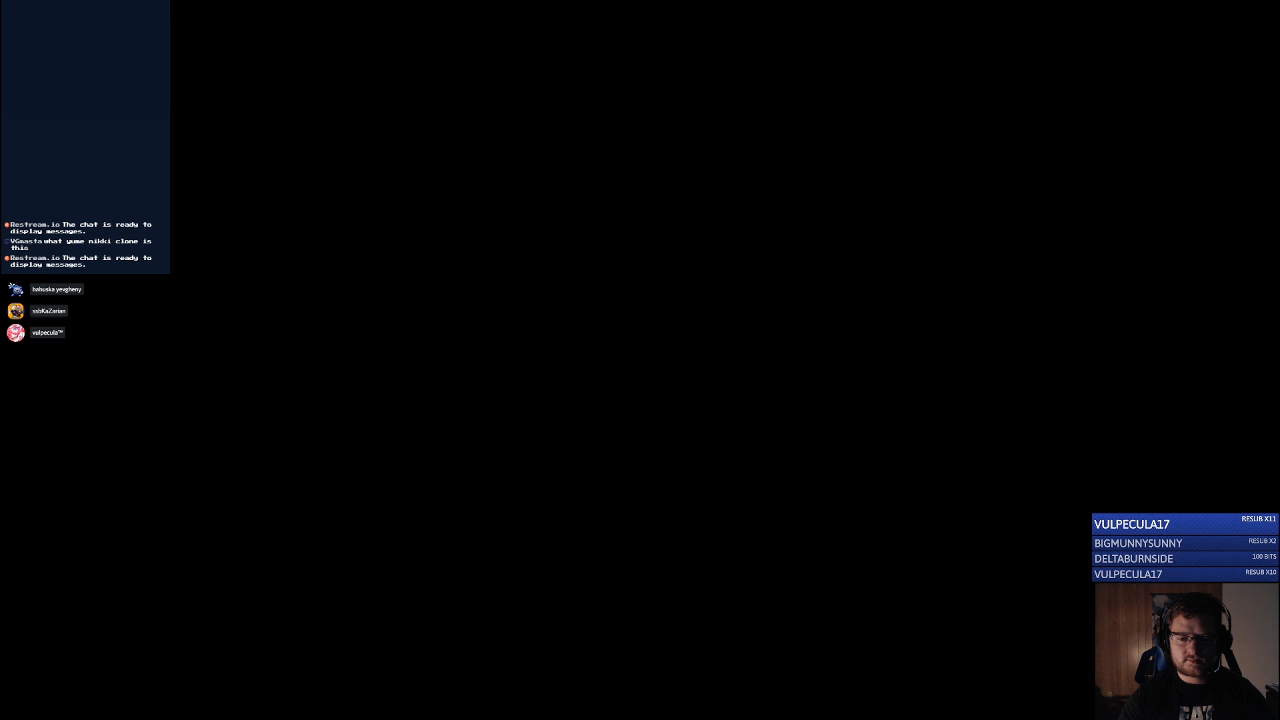 Restream.io The chat is ready to
display messages.
VGmasta what yume nikki clone is
this
Restream.io The chat is ready to
display messages.
babuska yevgheny
ssbKaZarian
vulpecula™
VULPECULA17 RESUB X11
BIGMUNNYSUNNY RESUB X2
DELTABURNSIDE 100 BITS
VULPECULA17 RESUB X10